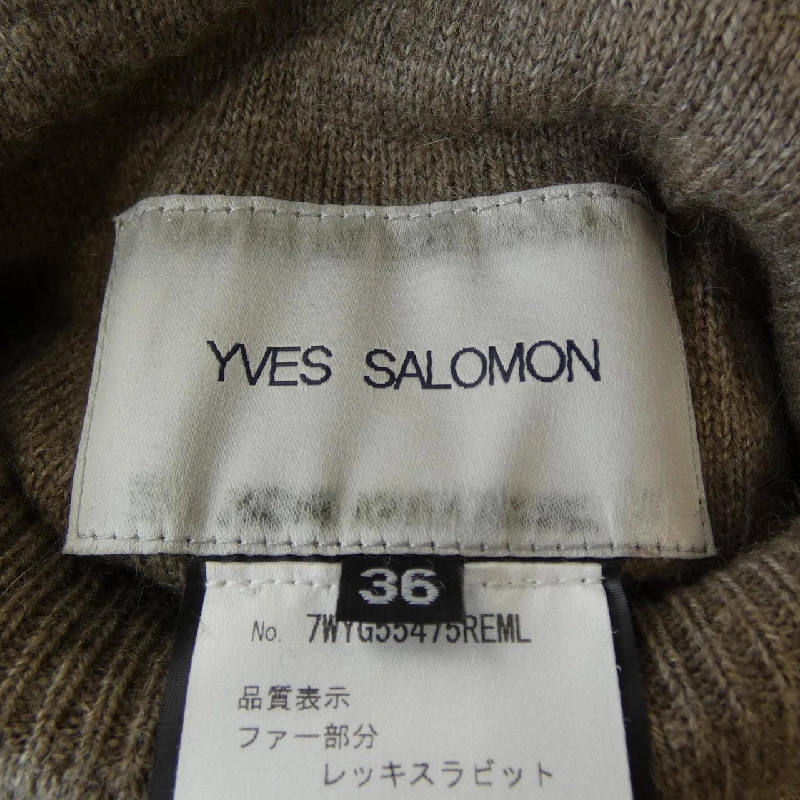 YVES SALOMON
36
No. 7WYG55475REML
品質表示
ファー部分
レッキスラビット